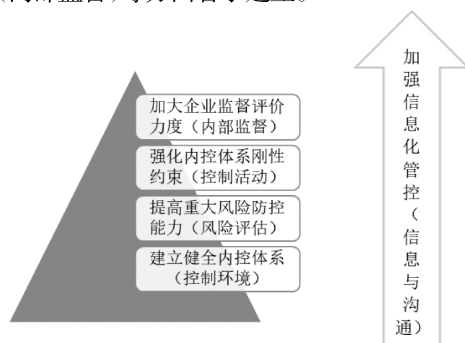 加大企业监督评价
力度（内部监督）
强化内控体系刚性
约束（控制活动）
提高重大风险防控
能力（风险评估）
建立健全内控体系
（控制环境）
加
强
信
息
化
管
控
（
信
息
与
沟
通）